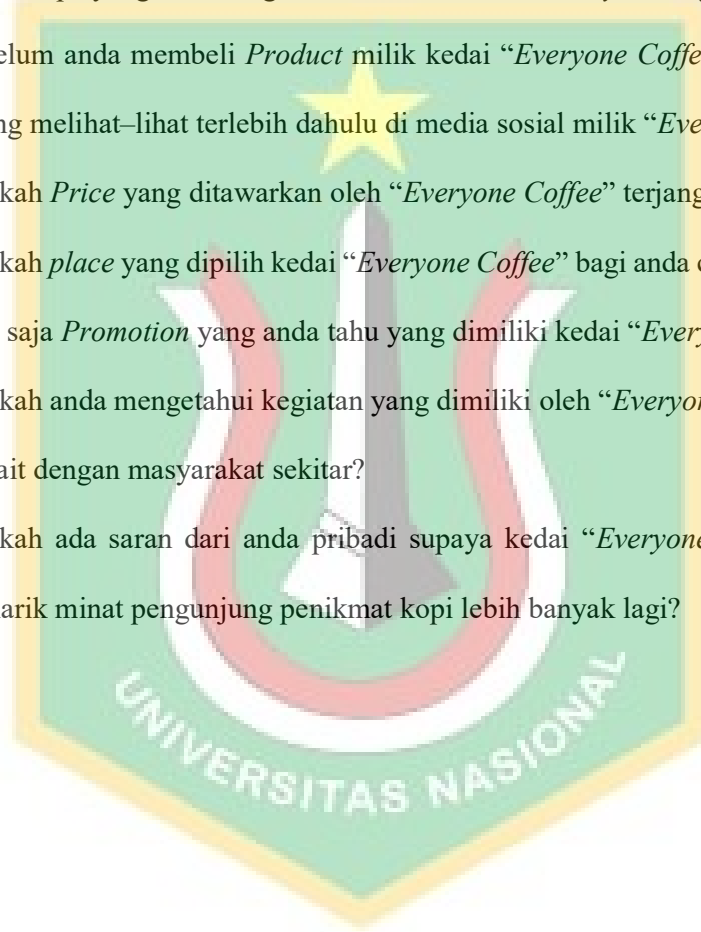 elum anda membeli Product milik kedai “Everyone Coffe
ng melihat–lihat terlebih dahulu di media sosial milik “Eve
kah Price yang ditawarkan oleh “Everyone Coffee” terjang
kah place yang dipilih kedai “Everyone Coffee” bagi anda
saja Promotion yang anda tahu yang dimiliki kedai “Every
kah anda mengetahui kegiatan yang dimiliki oleh “Everyon
ait dengan masyarakat sekitar?
kah ada saran dari anda pribadi supaya kedai “Everyone
arik minat pengunjung penikmat kopi lebih banyak lagi?
UNIVERSITAS NASIONAL